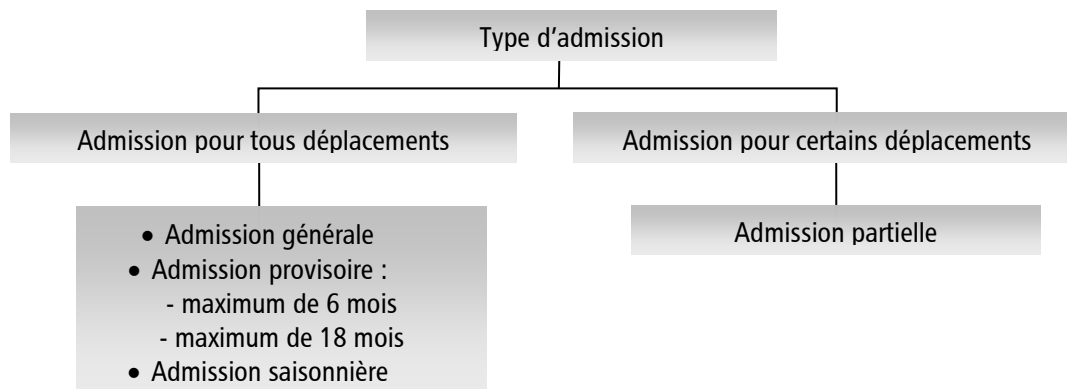 Type d'admission
Admission pour tous déplacements
Admission pour certains déplacements
• Admission générale
• Admission provisoire :
- maximum de 6 mois
- maximum de 18 mois
• Admission saisonnière
Admission partielle